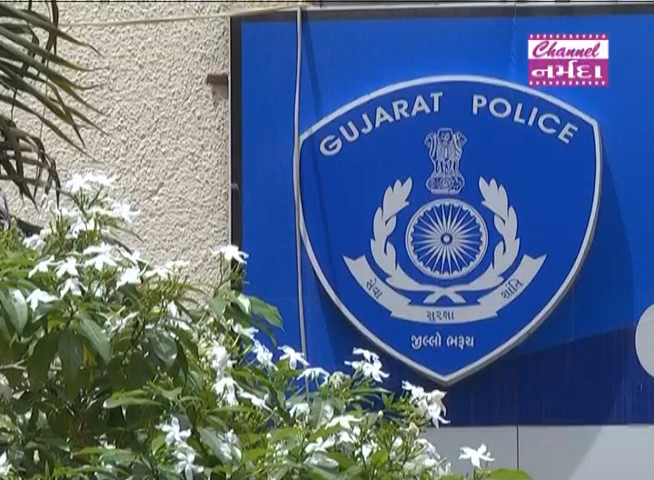 Channel
નર્મદા
GUJARAT POLICE
સેવા સુરક્ષા શાંતિ
જીલ્લો ભરૂચ